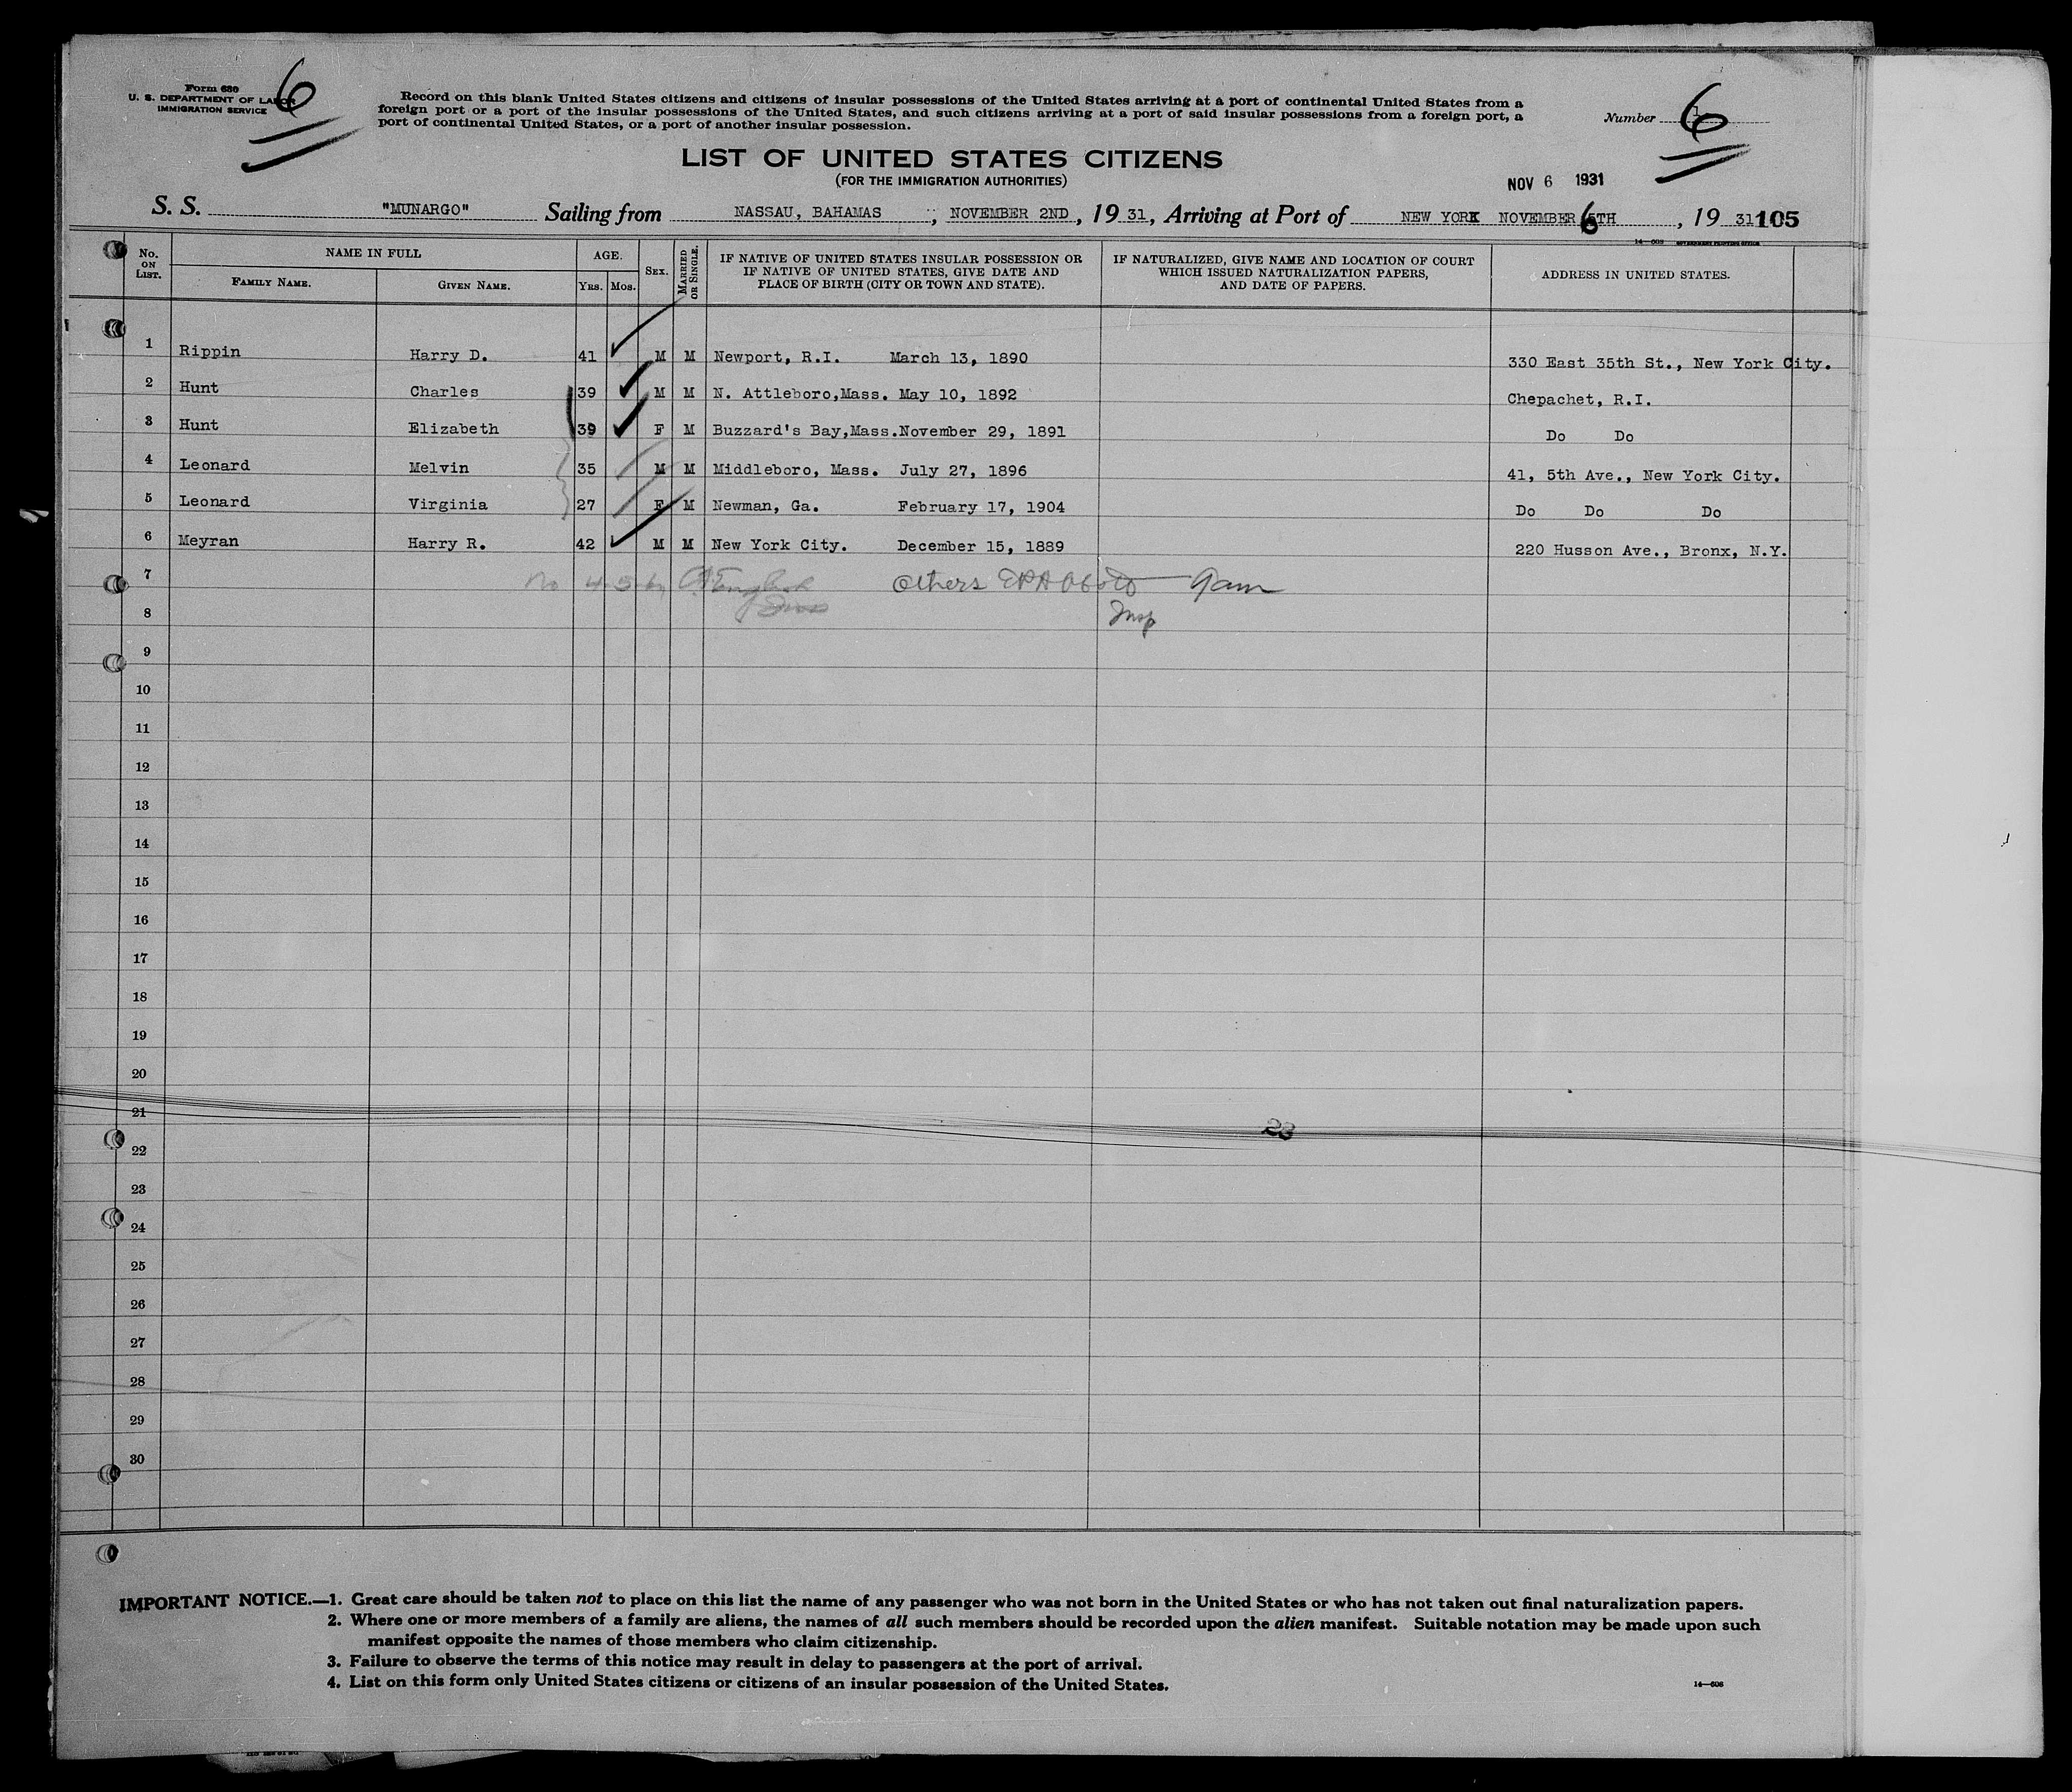 Form 680
U. S. DEPARTMENT OF LABOR
IMMIGRATION SERVICE
6
Record on this blank United States citizens and citizens of insular possessions of the United States arriving at a port of continental United States from a
foreign port or a port of the insular possessions of the United States, and such citizens arriving at a port of said insular possessions from a foreign port, a
port of continental United States, or a port of another insular possession.
Number 6
LIST OF UNITED STATES CITIZENS
(FOR THE IMMIGRATION AUTHORITIES)
NOV 6 1931
S. S. "MUNARGO" Sailing from NASSAU, BAHAMAS ; NOVEMBER 2ND, 1931, Arriving at Port of NEW YORK NOVEMBER 6TH, 1931 105
14—608 GOVERNMENT PRINTING OFFICE
No. ON LIST. NAME IN FULL AGE. SEX. MARRIED OR SINGLE. IF NATIVE OF UNITED STATES INSULAR POSSESSION OR IF NATIVE OF UNITED STATES, GIVE DATE AND PLACE OF BIRTH (CITY OR TOWN AND STATE). IF NATURALIZED, GIVE NAME AND LOCATION OF COURT WHICH ISSUED NATURALIZATION PAPERS, AND DATE OF PAPERS. ADDRESS IN UNITED STATES.
FAMILY NAME. GIVEN NAME. YRS. MOS.
1 Rippin Harry D. 41 M M Newport, R.I. March 13, 1890 330 East 35th St., New York City.
2 Hunt Charles 39 M M N. Attleboro,Mass. May 10, 1892 Chepachet, R.I.
3 Hunt Elizabeth 39 F M Buzzard's Bay,Mass.November 29, 1891 Do Do
4 Leonard Melvin 35 M M Middleboro, Mass. July 27, 1896 41, 5th Ave., New York City.
5 Leonard Virginia 27 F M Newman, Ga. February 17, 1904 Do Do Do
6 Meyran Harry R. 42 M M New York City. December 15, 1889 220 Husson Ave., Bronx, N.Y.
7 No 4-5 by Others
8 Insp
9
10
11
12
13
14
15
16
17
18
19
20
21
23
22
23
24
25
26
27
28
29
30
IMPORTANT NOTICE.—1. Great care should be taken not to place on this list the name of any passenger who was not born in the United States or who has not taken out final naturalization papers.
2. Where one or more members of a family are aliens, the names of all such members should be recorded upon the alien manifest. Suitable notation may be made upon such
manifest opposite the names of those members who claim citizenship.
3. Failure to observe the terms of this notice may result in delay to passengers at the port of arrival.
4. List on this form only United States citizens or citizens of an insular possession of the United States.
14—608